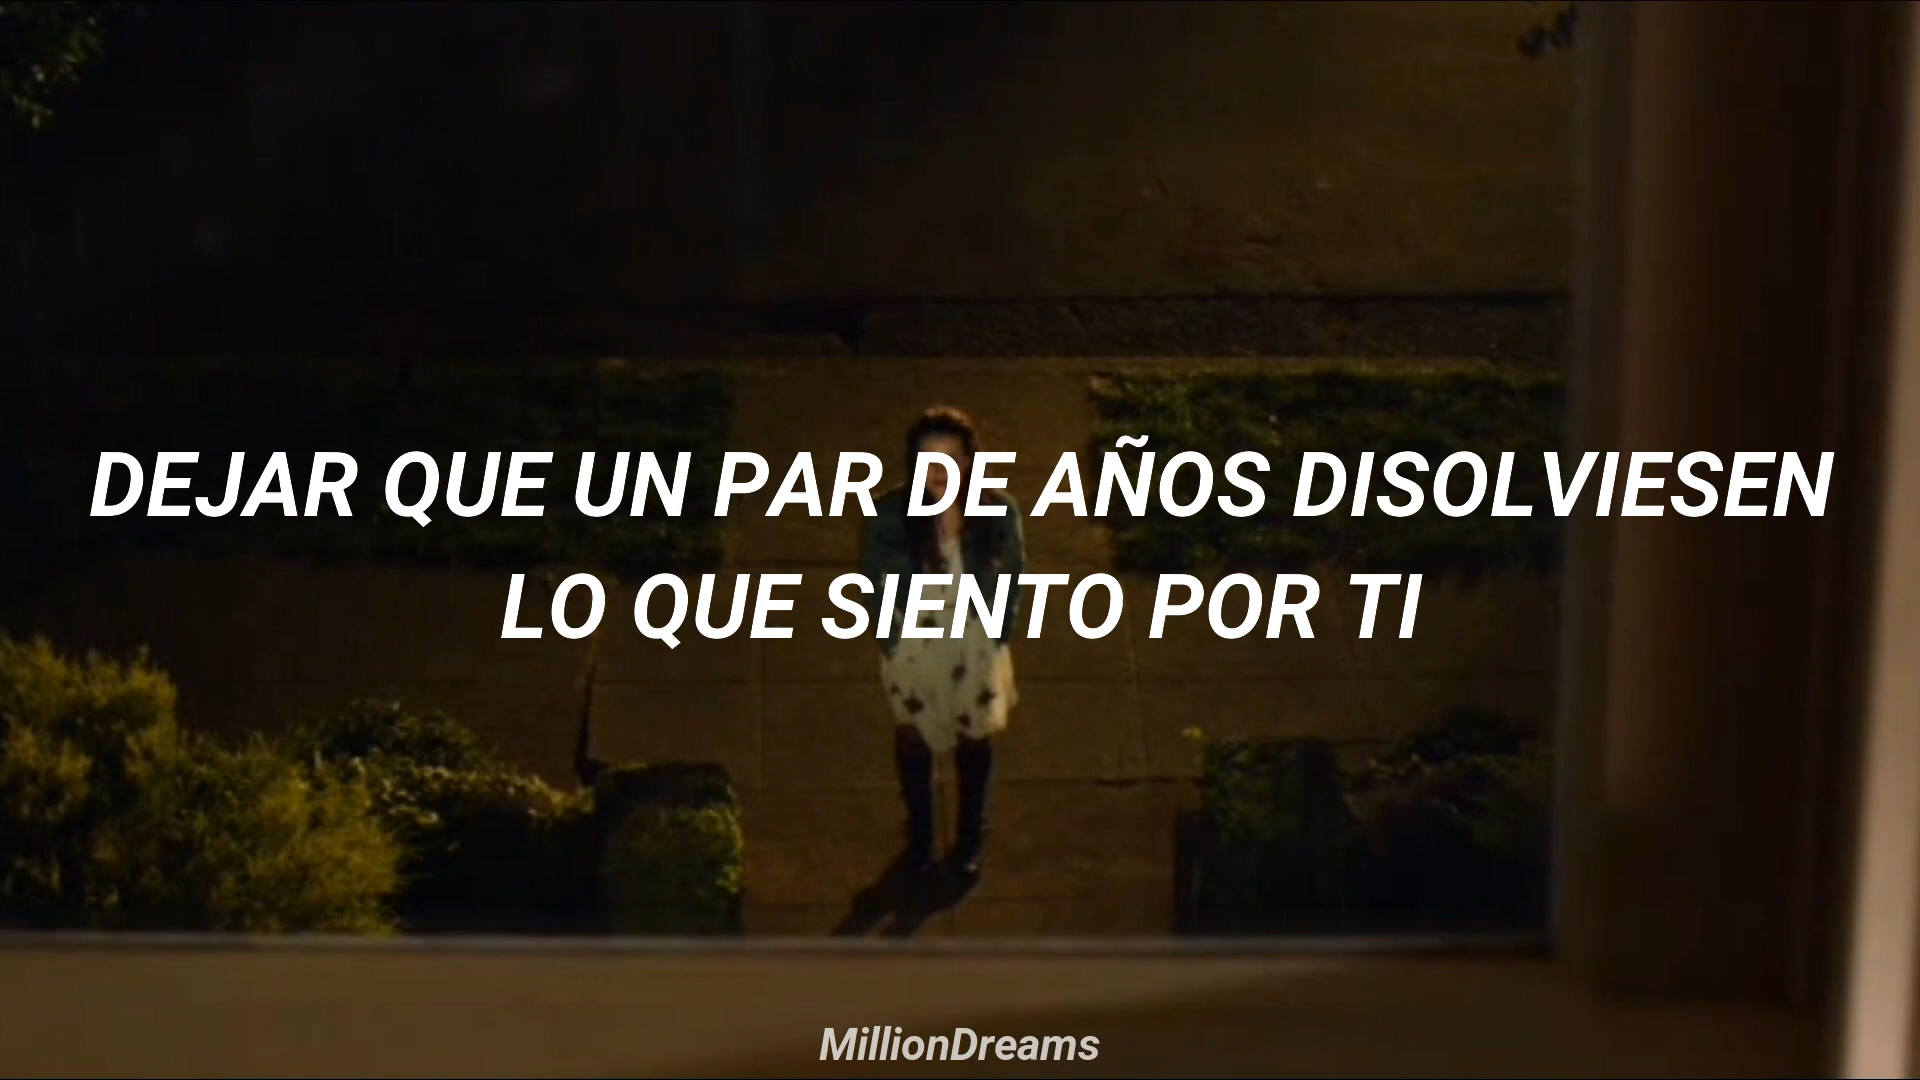 DEJAR QUE UN PAR DE AÑOS DISOLVIESEN
LO QUE SIENTO POR TI
MillionDreams